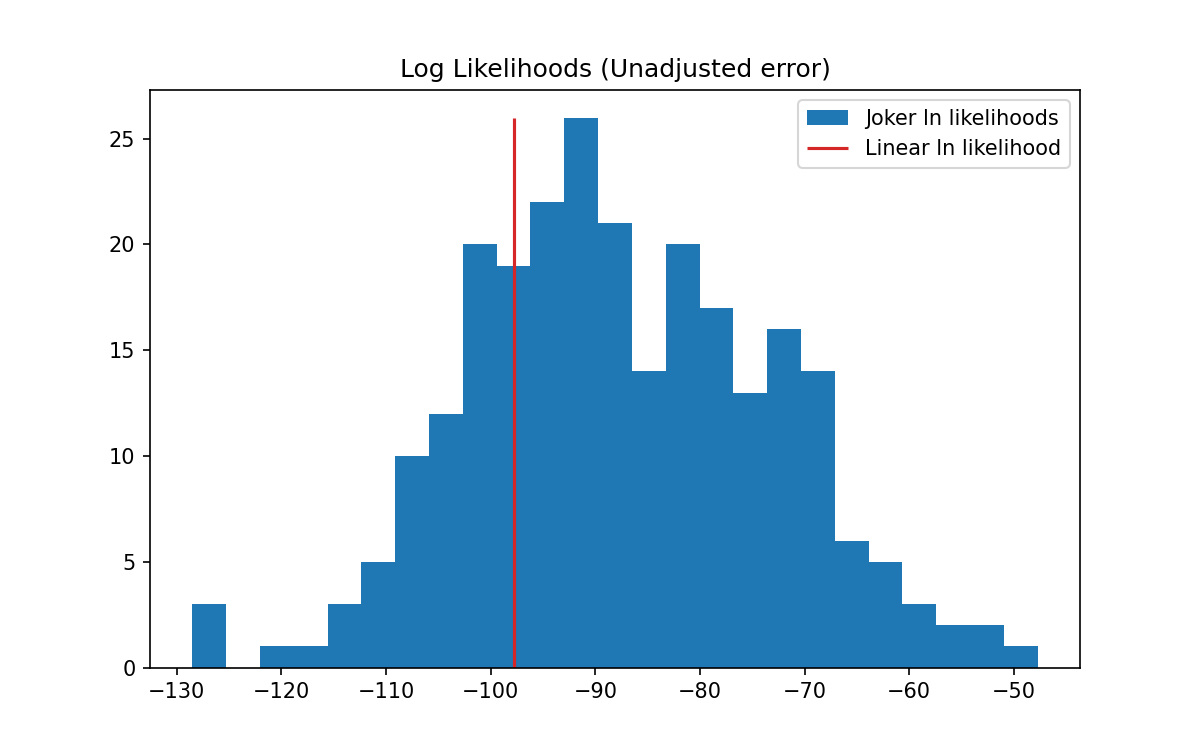 Log Likelihoods (Unadjusted error)
Joker ln likelihoods
Linear ln likelihood
25
20
15
10
5
0
−130 −120 −110 −100 −90 −80 −70 −60 −50